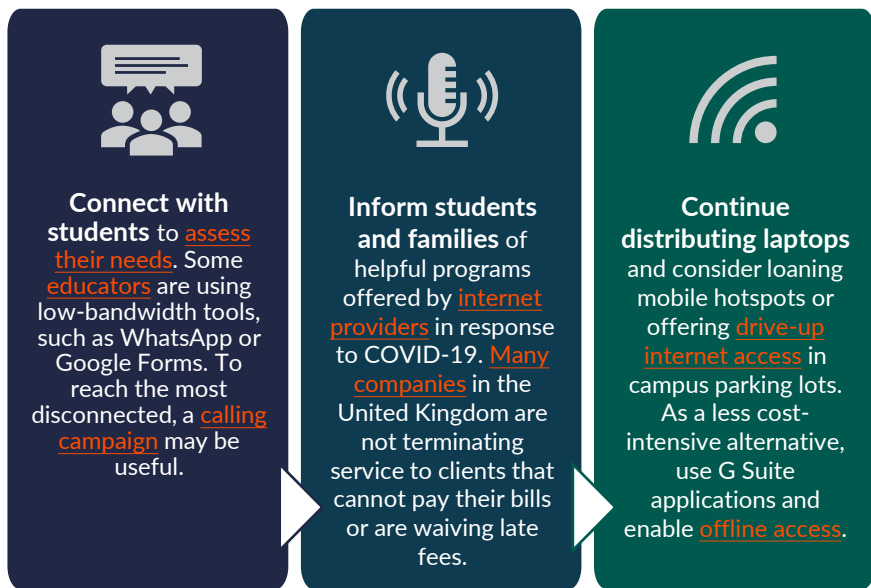 Connect with
students to assess
their needs. Some
educators are using
low-bandwidth tools,
such as WhatsApp or
Google Forms. To
reach the most
disconnected, a calling
campaign may be
useful.
Inform students
and families of
helpful programs
offered by internet
providers in response
to COVID-19. Many
companies in the
United Kingdom are
not terminating
service to clients that
cannot pay their bills
or are waiving late
fees.
Continue
distributing laptops
and consider loaning
mobile hotspots or
offering drive-up
internet access in
campus parking lots.
As a less cost-
intensive alternative,
use G Suite
applications and
enable offline access.